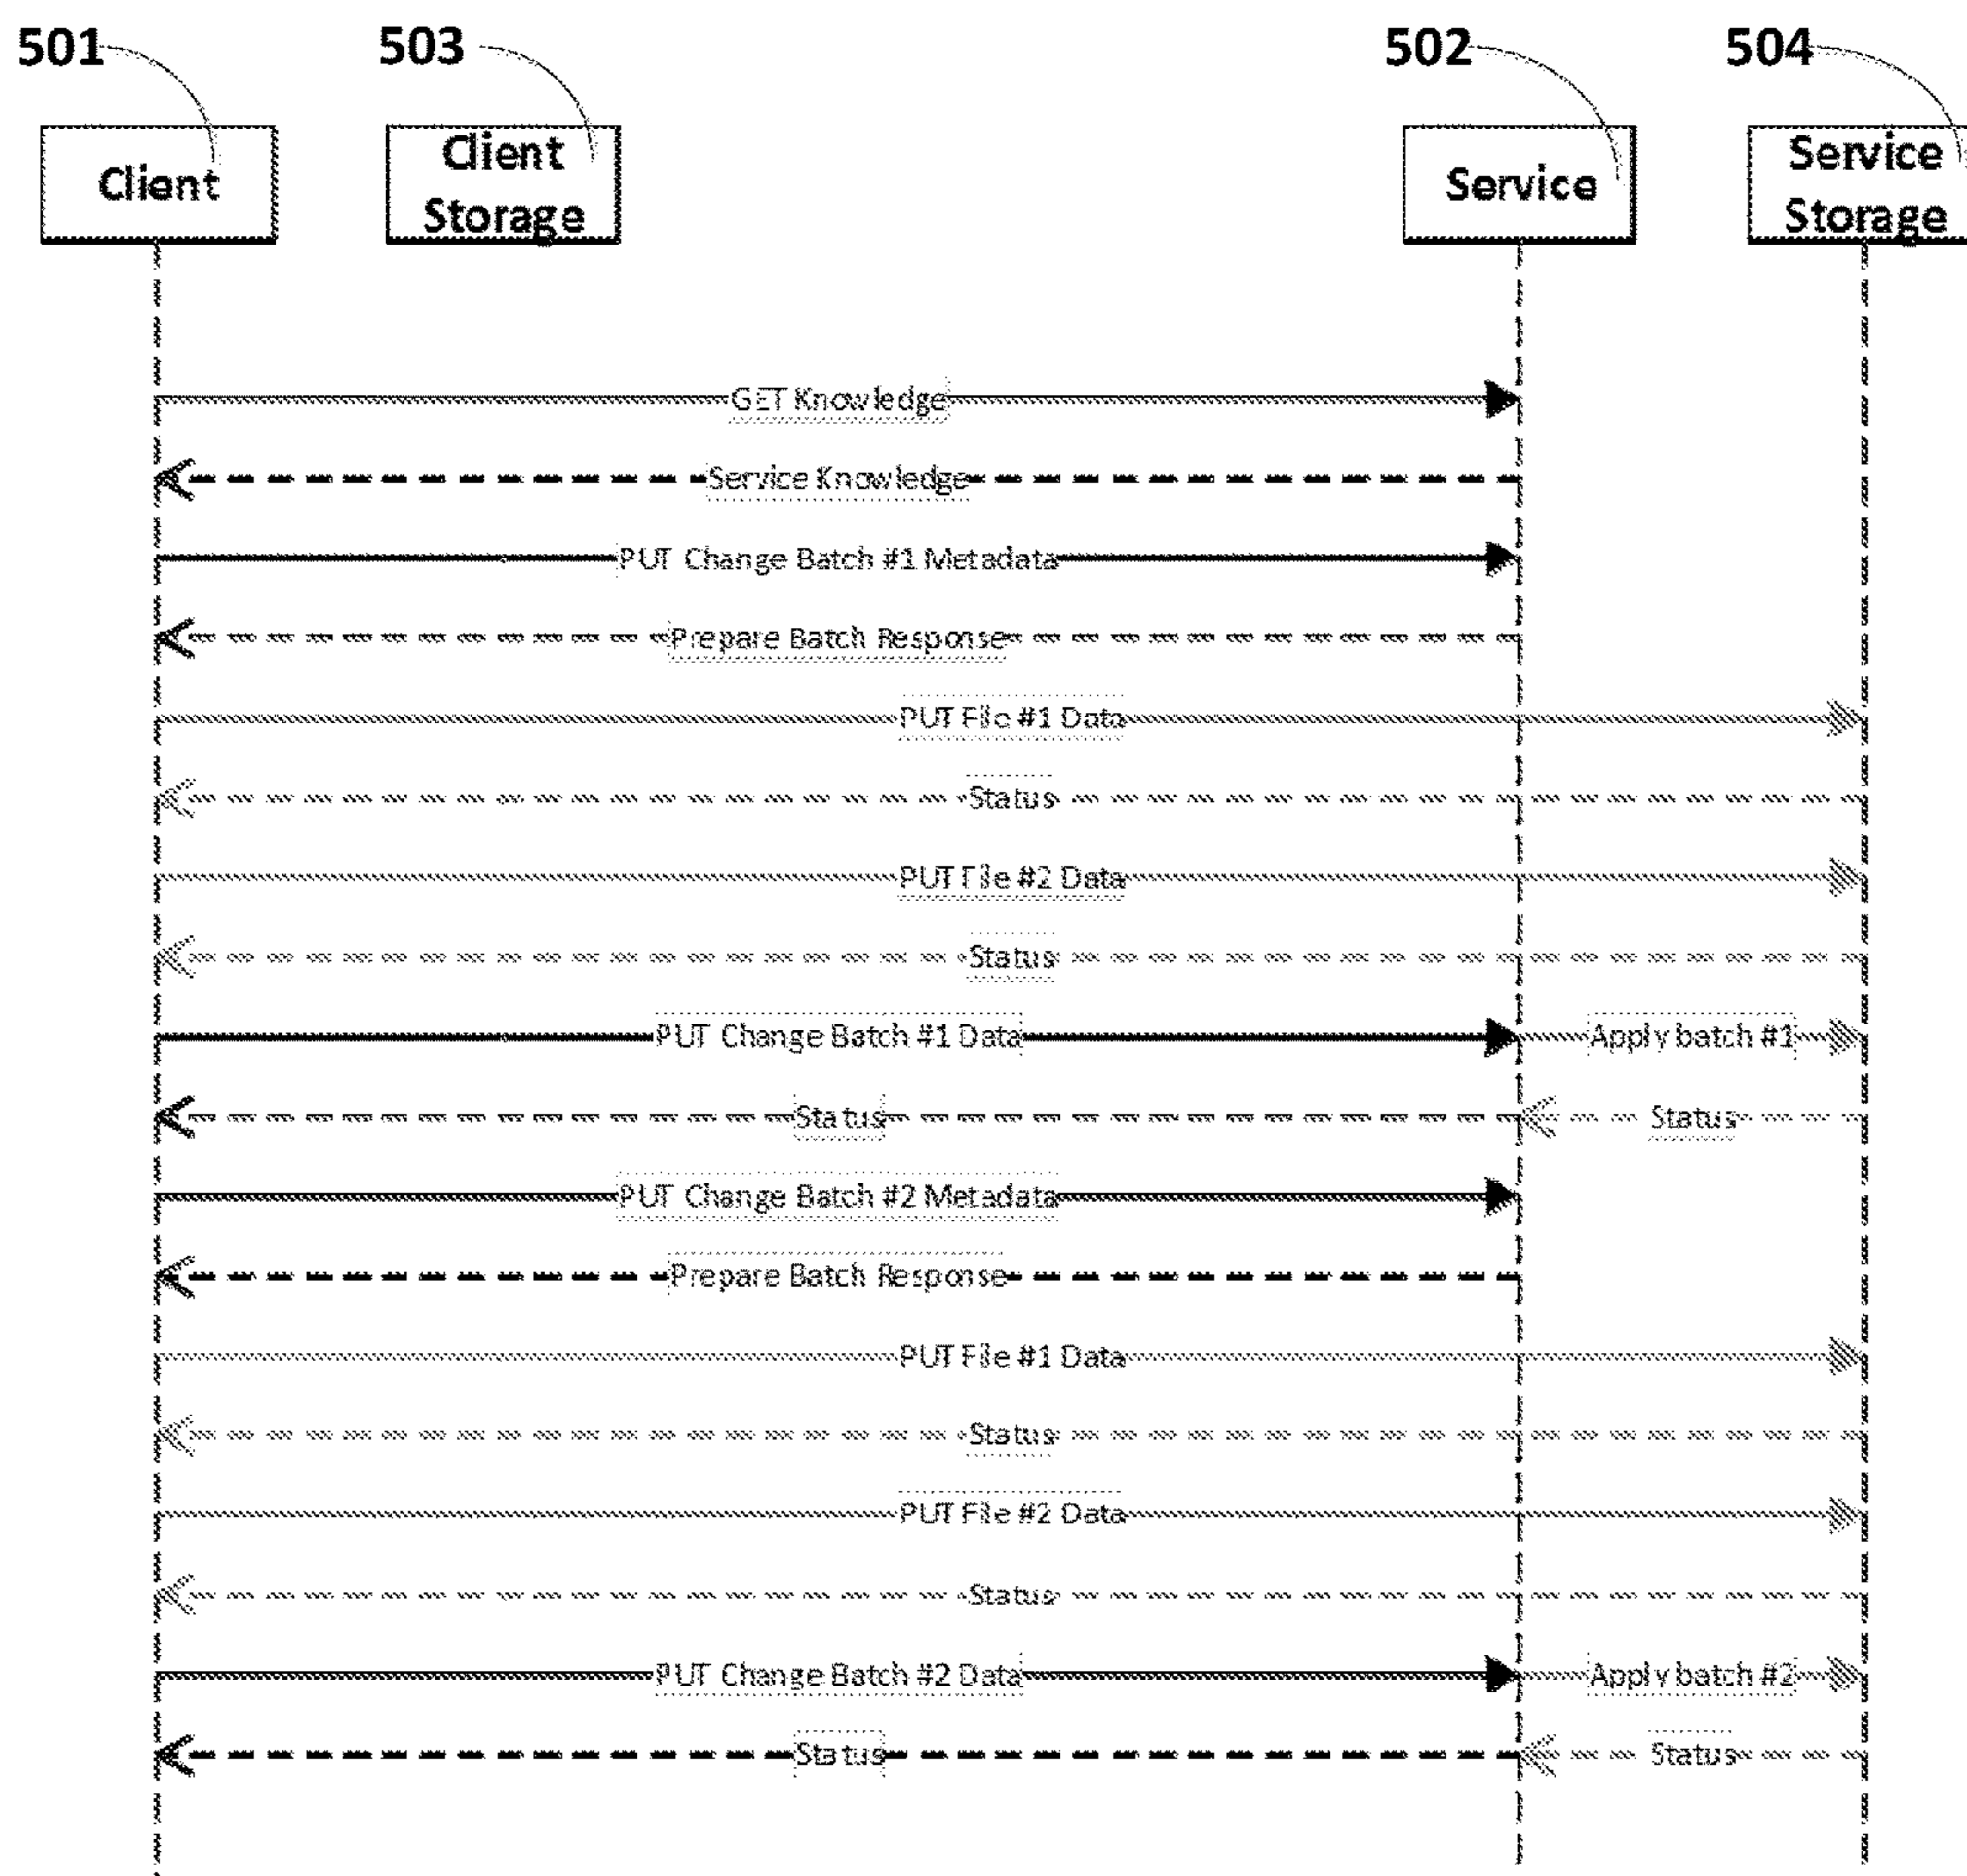 501 503 502 504
Client Client Storage Service Service Storage
GET Knowledge
Service Knowledge
PUT Change Batch #1 Metadata
Prepare Batch Response
PUT File #1 Data
Status
PUT File #2 Data
Status
PUT Change Batch #1 Data Apply batch #1
Status Status
PUT Change Batch #2 Metadata
Prepare Batch Response
PUT File #1 Data
Status
PUT File #2 Data
Status
PUT Change Batch #2 Data Apply batch #2
Status Status